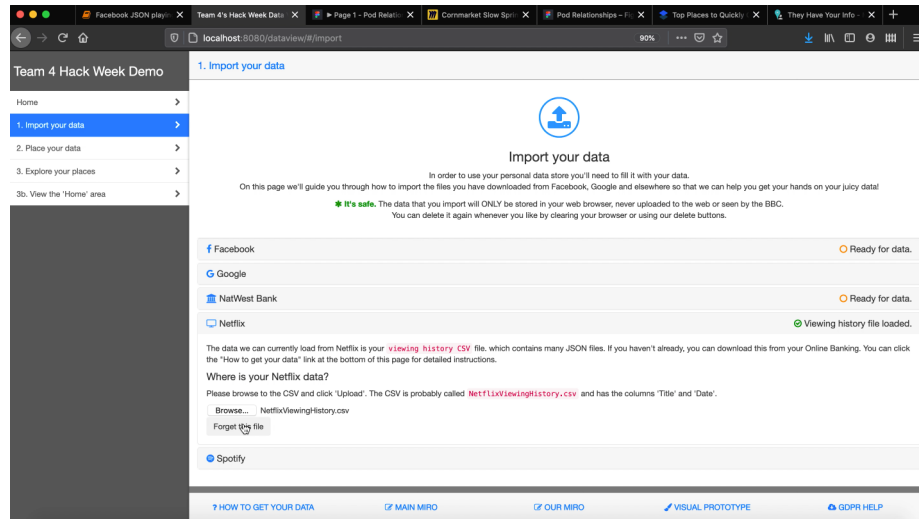 Facebook JSON playin
Team 4's Hack Week Data
Page 1 - Pod Relation
Cornmarket Slow Sprin
Pod Relationships – Fig
Top Places to Quickly
They Have Your Info -
localhost:8080/dataview/#/import
90%
Team 4 Hack Week Demo
Home
1. Import your data
2. Place your data
3. Explore your places
3b. View the 'Home' area
1. Import your data
Import your data
In order to use your personal data store you'll need to fill it with your data.
On this page we'll guide you through how to import the files you have downloaded from Facebook, Google and elsewhere so that we can help you get your hands on your juicy data!
It's safe. The data that you import will ONLY be stored in your web browser, never uploaded to the web or seen by the BBC.
You can delete it again whenever you like by clearing your browser or using our delete buttons.
Facebook Ready for data.
Google
NatWest Bank Ready for data.
Netflix Viewing history file loaded.
The data we can currently load from Netflix is your viewing history CSV file. which contains many JSON files. If you haven't already, you can download this from your Online Banking. You can click
the "How to get your data" link at the bottom of this page for detailed instructions.
Where is your Netflix data?
Please browse to the CSV and click 'Upload'. The CSV is probably called NetflixViewingHistory.csv and has the columns 'Title' and 'Date'.
Browse... NetflixViewingHistory.csv
Forget this file
Spotify
? HOW TO GET YOUR DATA
MAIN MIRO
OUR MIRO
VISUAL PROTOTYPE
GDPR HELP